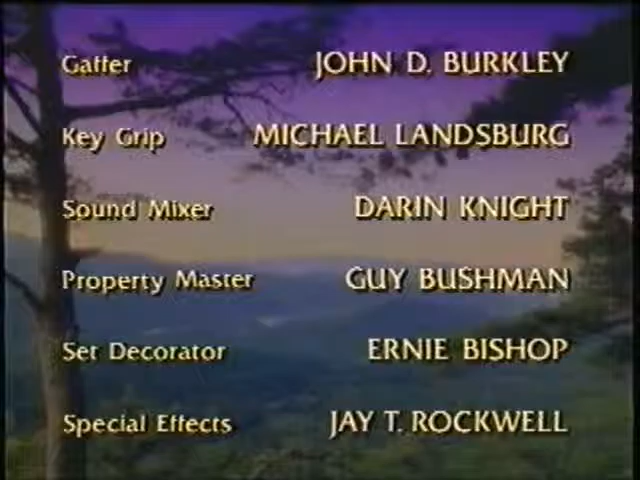 Gaffer JOHN D. BURKLEY
Key Grip MICHAEL LANDSBURG
Sound Mixer DARIN KNIGHT
Property Master GUY BUSHMAN
Set Decorator ERNIE BISHOP
Special Effects JAY T. ROCKWELL